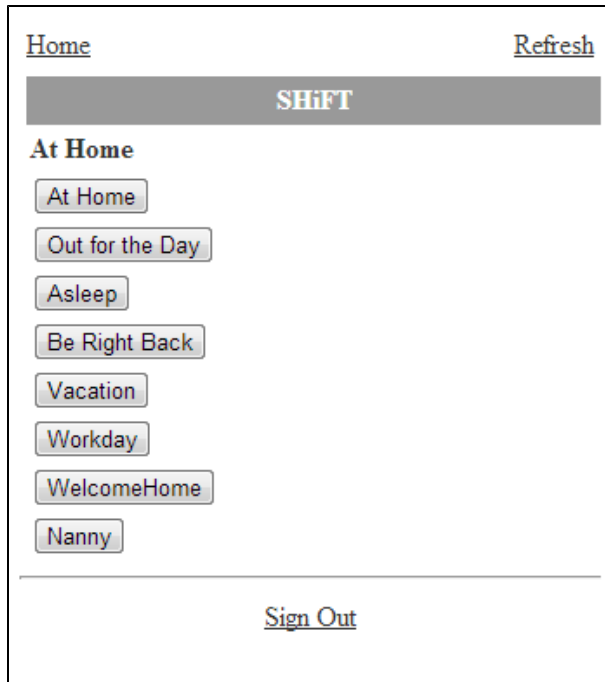 Home Refresh
SHiFT
At Home
At Home
Out for the Day
Asleep
Be Right Back
Vacation
Workday
WelcomeHome
Nanny
Sign Out